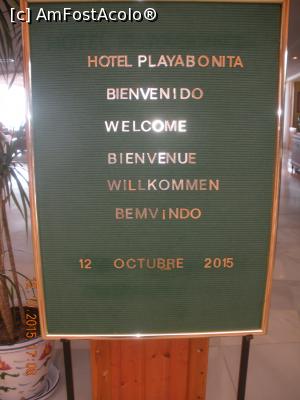 [c] AmFostAcolo®
HOTEL PLAYABONITA
BIENVENIDO
WELCOME
BIENVENUE
WILLKOMMEN
BEMViNDO
12 OCTUBRE 2015